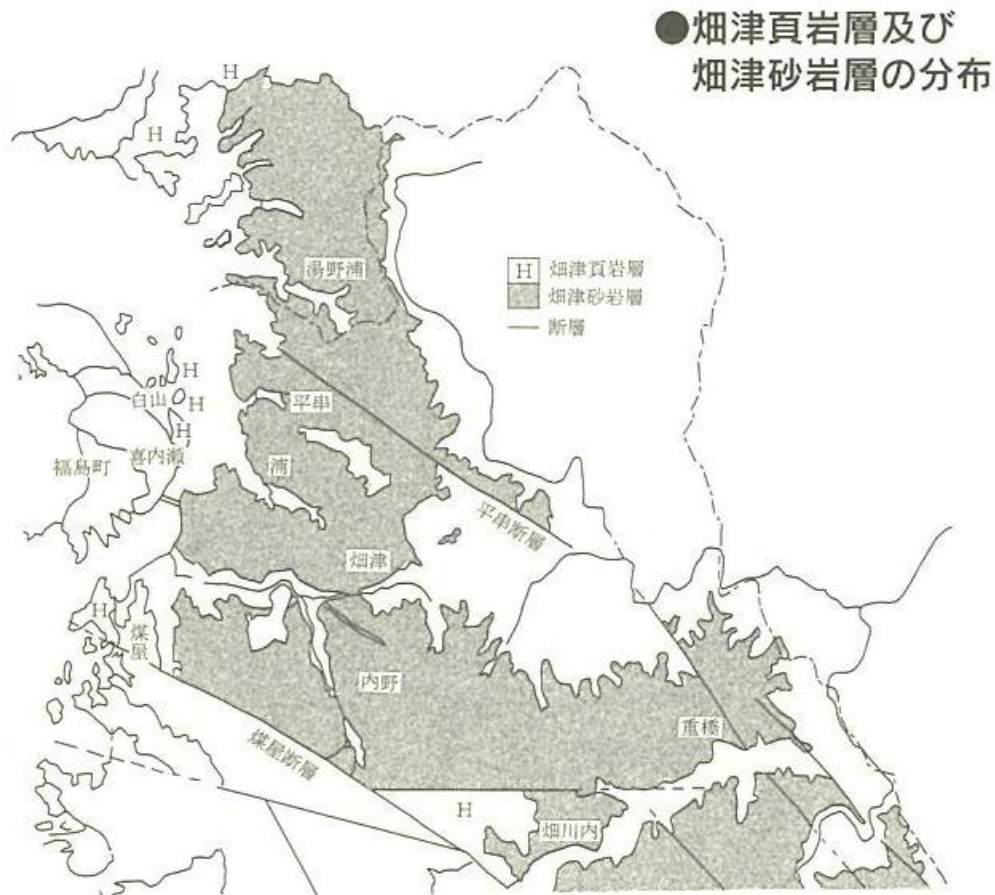 ●畑津頁岩層及び
畑津砂岩層の分布
H
H
湯野浦
H 畑津頁岩層
畑津砂岩層
断層
H
白山
H
H
平串
喜内瀬
福島町
浦
平串断層
畑津
H
煤屋
内野
重橋
煤屋断層
H
畑川内